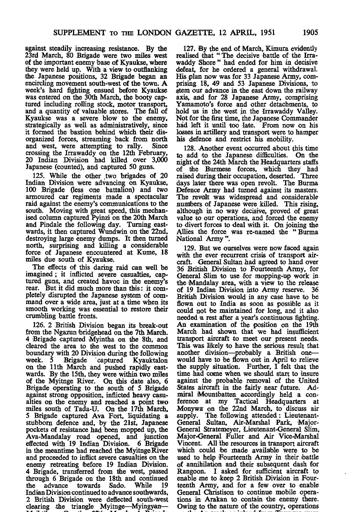 SUPPLEMENT TO THE LONDON GAZETTE, 12 APRIL, 1951
1905
against steadily increasing resistance. By the
23rd March, 80 Brigade were two miles west
of the important enemy base of Kyaukse, where
they were held up. With a view to outflanking
the Japanese positions, 32 Brigade began an
encircling movement south-west of the town. A
week's hard fighting ensued before Kyaukse
was entered on the 30th March, the booty cap-
tured including rolling stock, motor transport,
and a quantity of valuable stores. The fall of
Kyaukse was a severe blow to the enemy,
strategically as well as administratively, since
it formed the bastion behind which their dis-
organized forces, streaming back from north
and west, were attempting to rally. Since
crossing the Irrawaddy on the 12th February,
20 Indian Division had killed over 3,000
Japanese (counted), and captured 50 guns.
125. While the other two brigades of 20
Indian Division were advancing on Kyaukse,
100 Brigade (less one battalion) and two
armoured car regiments made a spectacular
raid against the enemy's communications to the
south. Moving with great speed, this mechan-
ised column captured Pyinzi on the 20th March
and Pindale the following day. Turning east-
wards, it then captured Wundwin on the 22nd,
destroying large enemy dumps. It then turned
north, surprising and killing a considerable
force of Japanese encountered at Kume, 18
miles due south of Kyaukse.
The effects of this daring raid can well be
imagined; it inflicted severe casualties, cap-
tured guns, and created havoc in the enemy's
rear. But it did much more than this: it com-
pletely disrupted the Japanese system of com-
mand over a wide area, just at a time when its
smooth working was essential to restore their
crumbling battle fronts.
126. 2 British Division began its break-out
from the Ngazun bridgehead on the 7th March.
4 Brigade captured Myintha on the 8th, and
cleared the area to the west to the common
boundary with 20 Division during the following
week. 5 Brigade captured Kyauktalon
on the 11th March and pushed rapidly east-
wards. By the 15th, they were within two miles
of the Myitnge River. On this date also, 6
Brigade operating to the south of 5 Brigade
against strong opposition, inflicted heavy casu-
alties on the enemy and reached a point two
miles south of Tada-U. On the 17th March,
5 Brigade captured Ava Fort, liquidating a
stubborn defence and, by the 21st, Japanese
pockets of resistance had been mopped up, the
Ava-Mandalay road opened, and junction
effected with 19 Indian Division. 6 Brigade
in the meantime had reached the Myitnge River
and proceeded to inflict severe casualties on the
enemy retreating before 19 Indian Division.
4 Brigade, transferred from the west, passed
through 6 Brigade on the 18th and continued
the advance towards Sado. While 19
Indian Division continued to advance southwards,
2 British Division were deflected south-west
clearing the triangle Myinge—Myingyan—
127. By the end of March, Kimura evidently
realised that "The decisive battle of the Irra-
waddy Shore" had ended for him in decisive
defeat, for he ordered a general withdrawal.
His plan now was for 33 Japanese Army, com-
prising 18, 49 and 53 Japanese Divisions, to
stem our advance in the east down the railway
axis, and for 28 Japanese Army, comprising
Yamamoto's force and other detachments, to
hold us in the west in the Irrawaddy Valley.
Not for the first time, the Japanese Commander
had left it until too late. From now on his
losses in artillery and transport were to hamper
his defence and restrict his mobility.
128. Another event occurred about this time
to add to the Japanese difficulties. On the
night of the 24th March the Headquarters staffs
of the Burmese forces, which they had
raised during their occupation, deserted. Three
days later there was open revolt. The Burma
Defence Army had turned against its masters.
The revolt was widespread and considerable
numbers of Japanese were killed. This rising,
although in no way decisive, proved of great
value to our operations, and forced the enemy
to divert forces to deal with it. On joining the
Allies the force was re-named the "Burma
National Army".
129. But we ourselves were now faced again
with the ever recurrent crisis of transport air-
craft. General Sultan had agreed to hand over
36 British Division to Fourteenth Army, for
General Slim to use for mopping-up work in
the Mandalay area, with a view to the release
of 19 Indian Division into Army reserve. 36
British Division would in any case have to be
flown out to India as soon as possible as it
could not be maintained for long, and it also
needed a rest after a year's continuous fighting.
An examination of the position on the 19th
March had shown that we had insufficient
transport aircraft to meet our present needs.
This was likely to have the serious result that
another division—probably a British one—
would have to be flown out in April to relieve
the supply situation. Further, I felt that the
time had come when we should start to insure
against the probable removal of the United
States aircraft in the fairly near future. Ad-
miral Mountbatten accordingly held a con-
ference at my Tactical Headquarters at
Monywa on the 22nd March, to discuss air
supply. The following attended: Lieutenant-
General Sultan, Air-Marshal Park, Major-
General Stratemeyer, Lieutenant-General Slim,
Major-General Fuller and Air Vice-Marshal
Vincent. All the resources in transport aircraft
which could be made available were to be
used to help Fourteenth Army in their battle
of annihilation and their subsequent dash for
Rangoon. I asked for sufficient aircraft to
enable me to keep 2 British Division in Four-
teenth Army, and for a few over to enable
General Christison to continue mobile opera-
tions in Arakan to contain the enemy there.
Owing to the nature of the country, operations